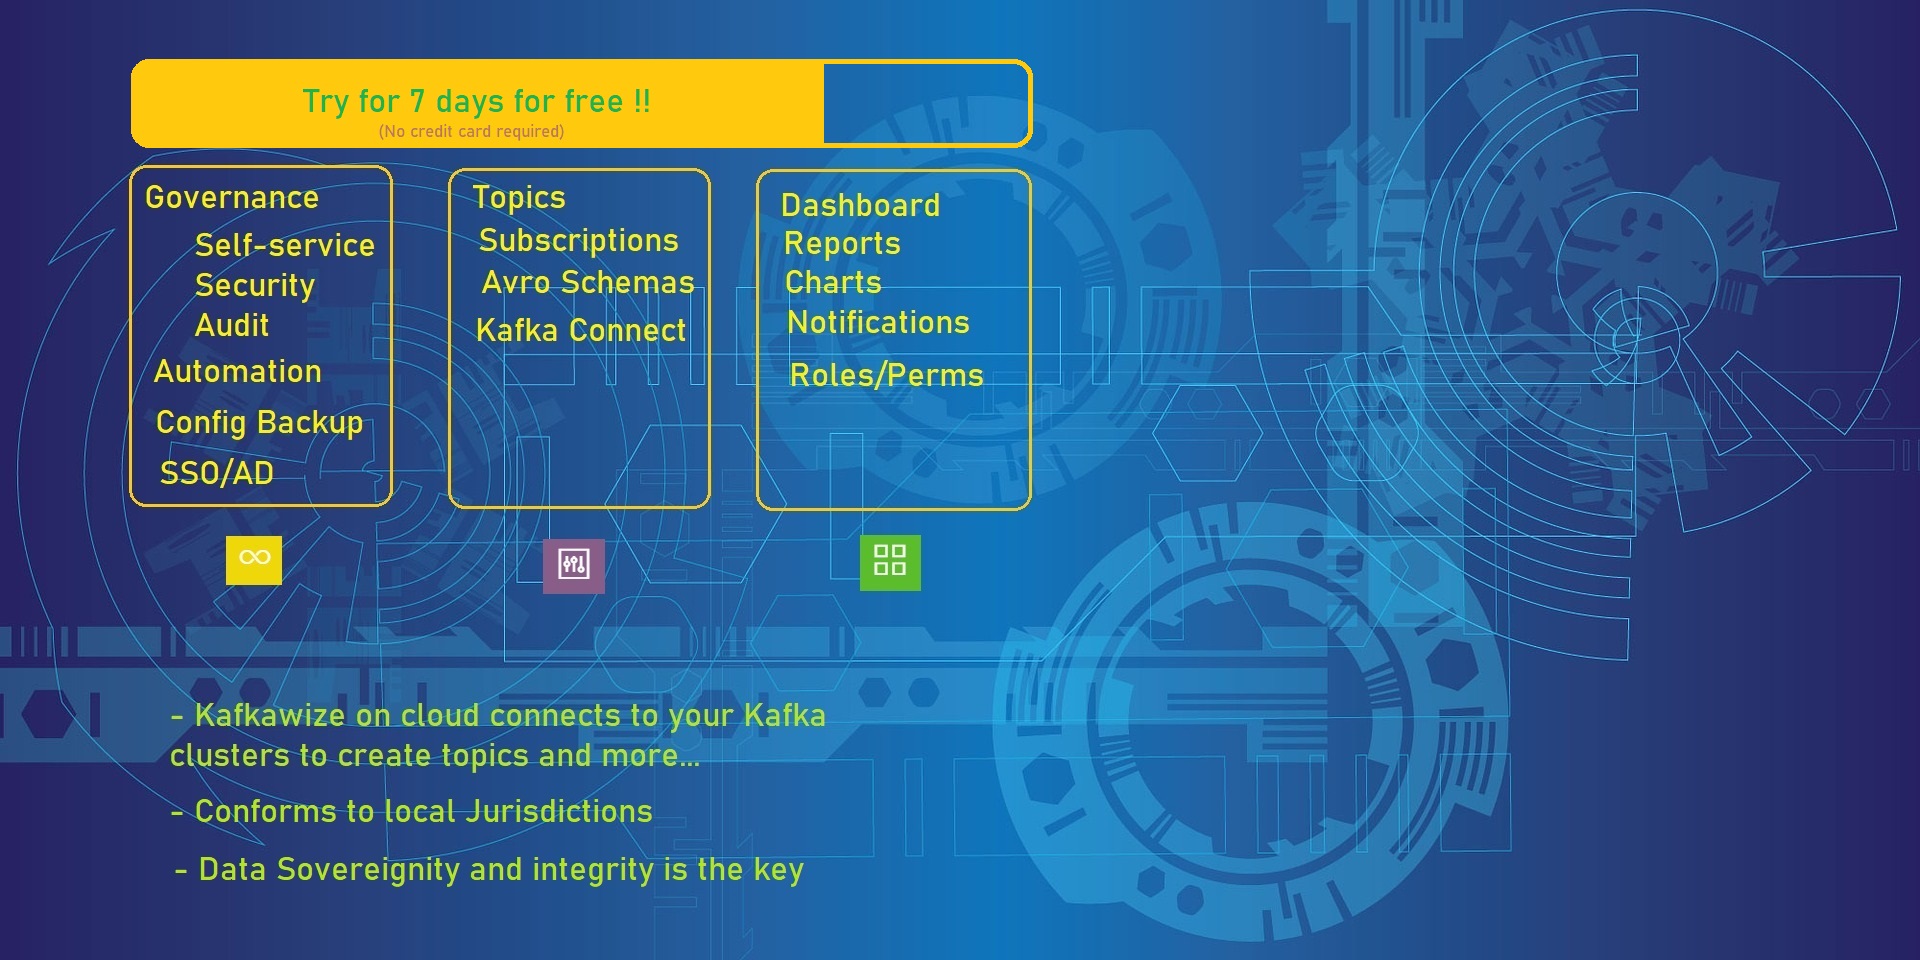 Try for 7 days for free !!
(No credit card required)
Governance
Self-service
Security
Audit
Automation
Config Backup
SSO/AD
Topics
Subscriptions
Avro Schemas
Kafka Connect
Dashboard
Reports
Charts
Notifications
Roles/Perms
- Kafkawize on cloud connects to your Kafka
clusters to create topics and more...
- Conforms to local Jurisdictions
- Data Sovereignity and integrity is the key